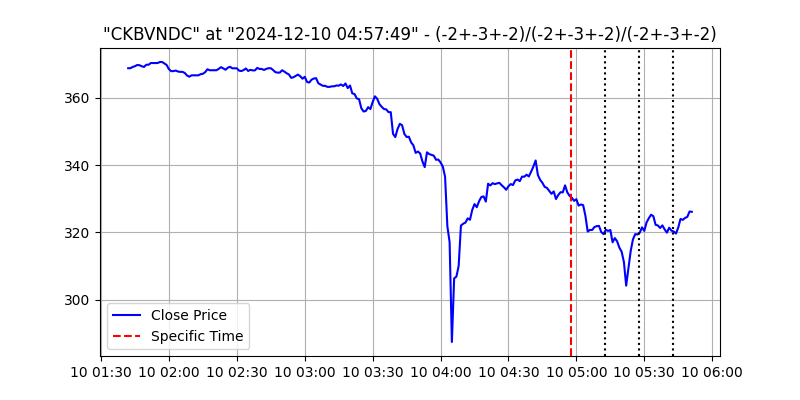 "CKBVNDC" at "2024-12-10 04:57:49" - (-2+-3+-2)/(-2+-3+-2)/(-2+-3+-2)
360
340
320
300
Close Price
Specific Time
10 01:30 10 02:00 10 02:30 10 03:00 10 03:30 10 04:00 10 04:30 10 05:00 10 05:30 10 06:00